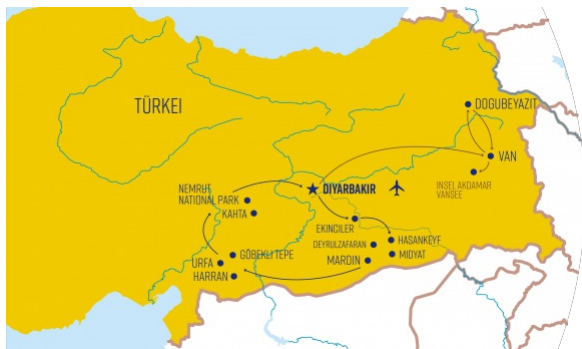 DOGUBEYAZIT
TÜRKEI
VAN
INSEL AKDAMAR
VANSEE
NEMRUF
NATIONAL PARK
DIYARBAKIR
KAHTA
EKINCILER
HASANKEYF
DEYRULZAFARAN
MIDYAT
MARDIN
GÖBEKLI TEPE
URFA
HARRAN